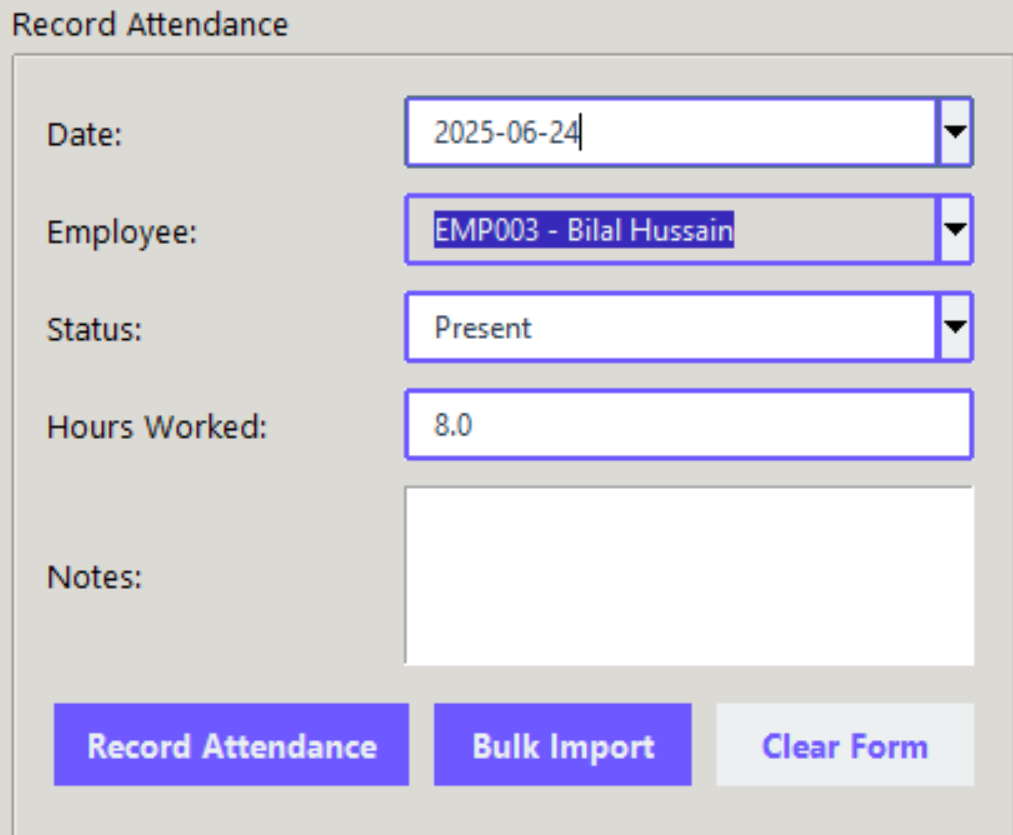 Record Attendance
Date: 2025-06-24
Employee: EMP003 - Bilal Hussain
Status: Present
Hours Worked: 8.0
Notes:
Record Attendance Bulk Import Clear Form